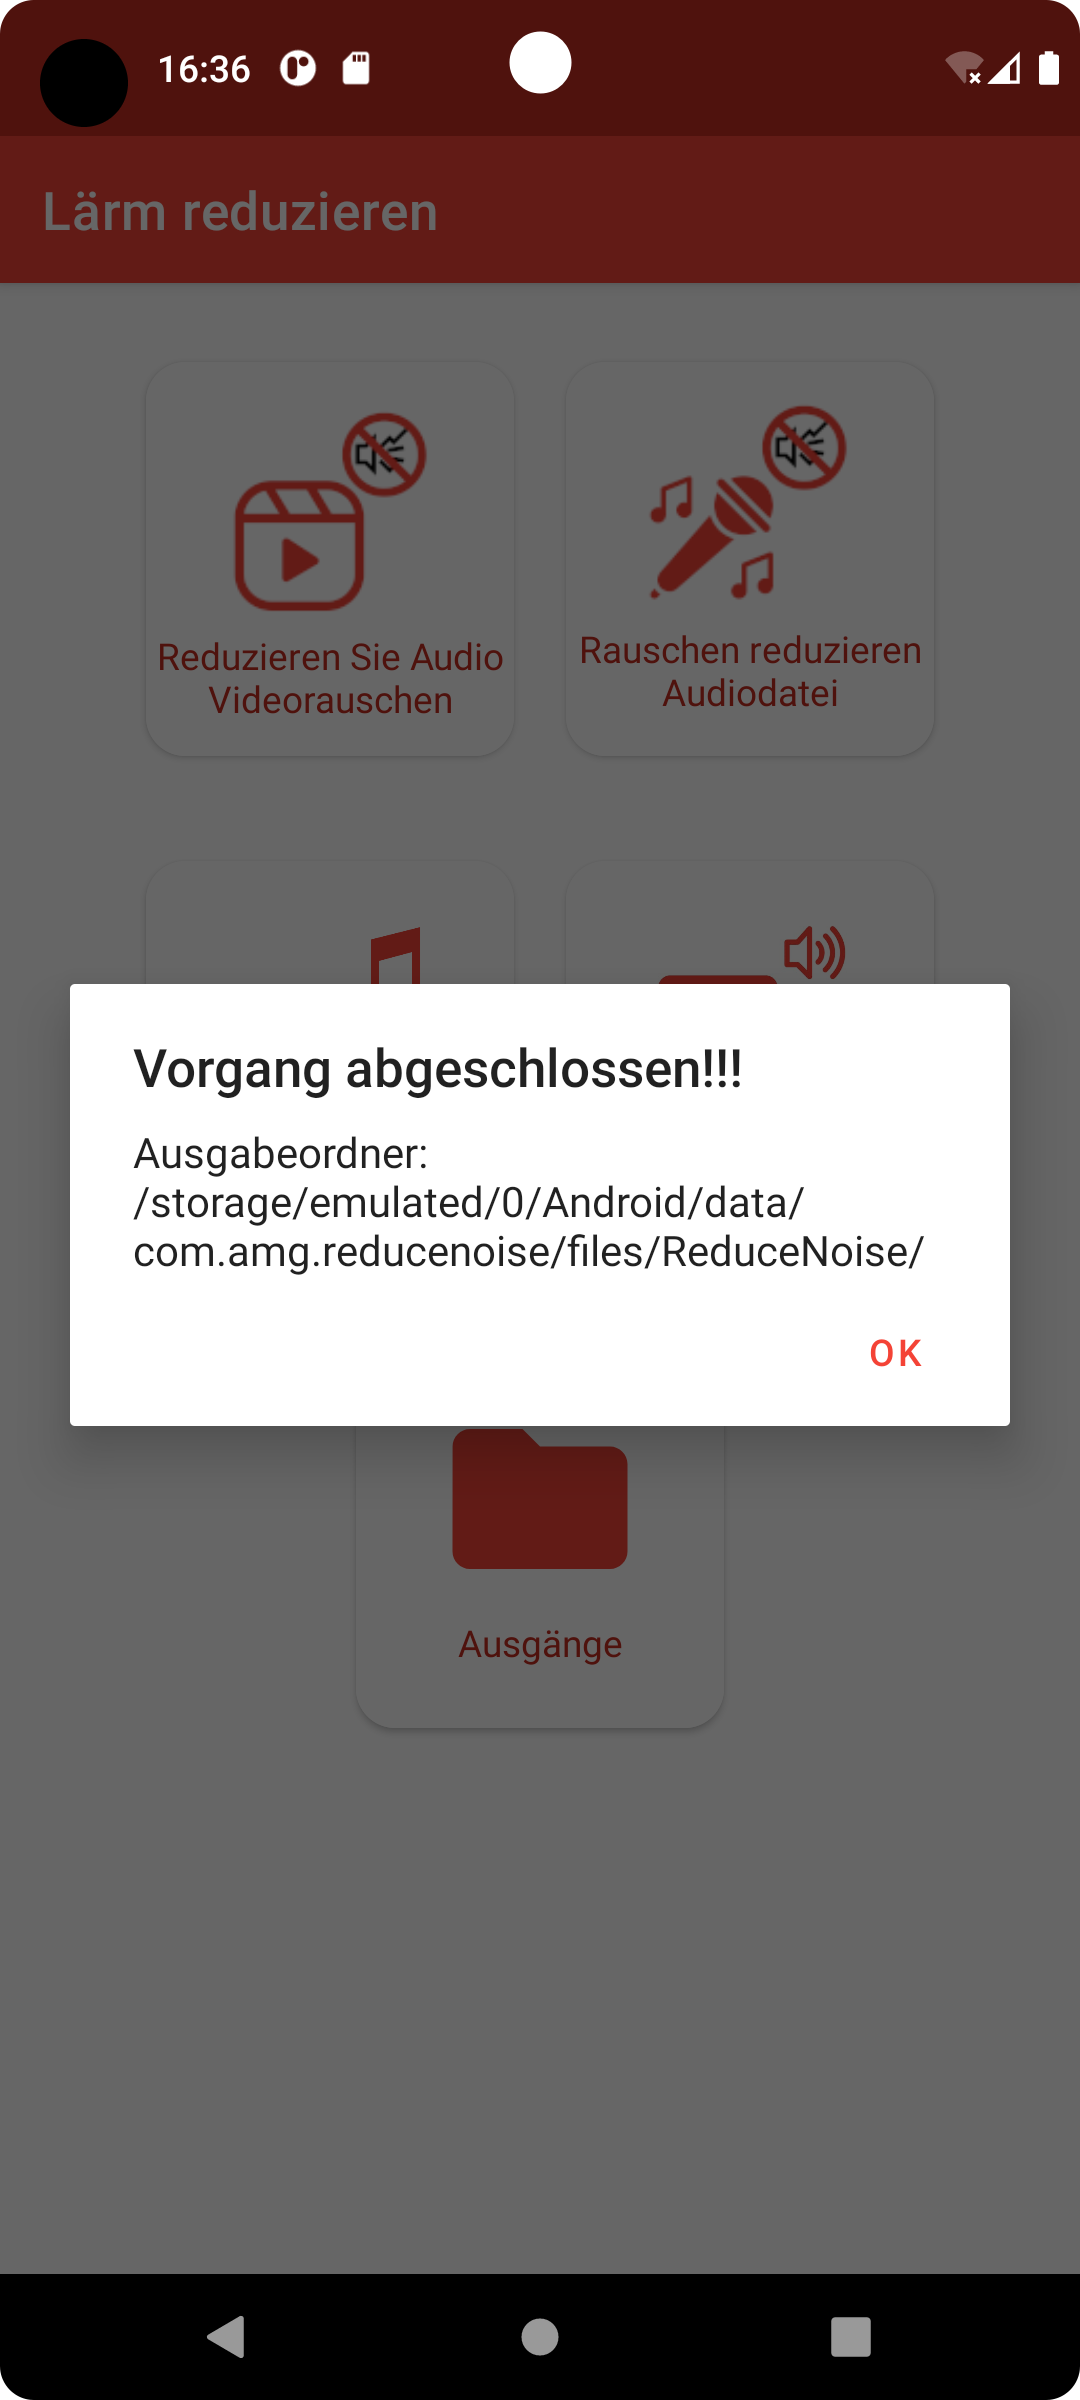 16:36
Lärm reduzieren
Reduzieren Sie Audio
Videorauschen
Rauschen reduzieren
Audiodatei
Vorgang abgeschlossen!!!
Ausgabeordner:
/storage/emulated/0/Android/data/
com.amg.reducenoise/files/ReduceNoise/
OK
Ausgänge